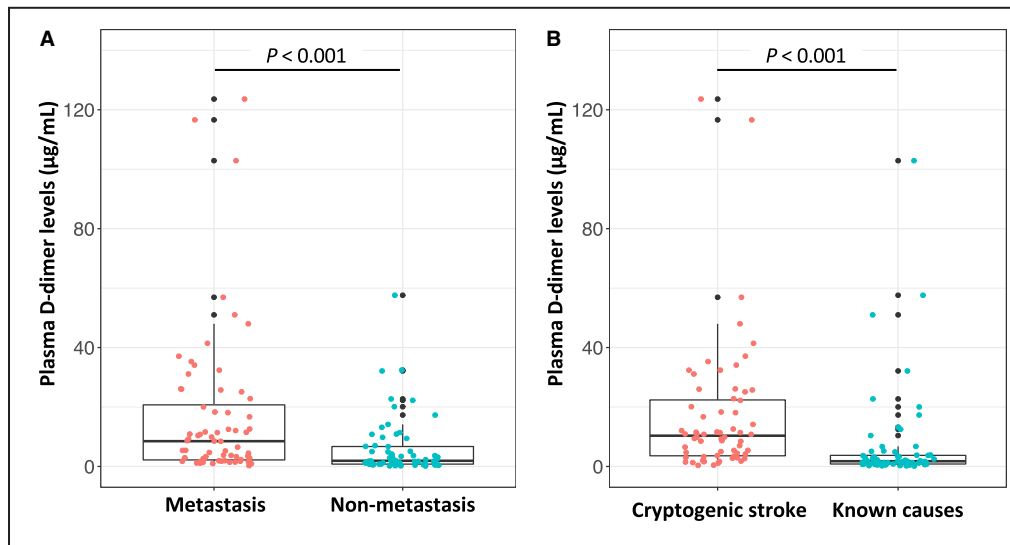 A
P < 0.001
Plasma D-dimer levels (µg/mL)
120
80
40
0
Metastasis Non-metastasis
B
P < 0.001
Plasma D-dimer levels (µg/mL)
120
80
40
0
Cryptogenic stroke Known causes